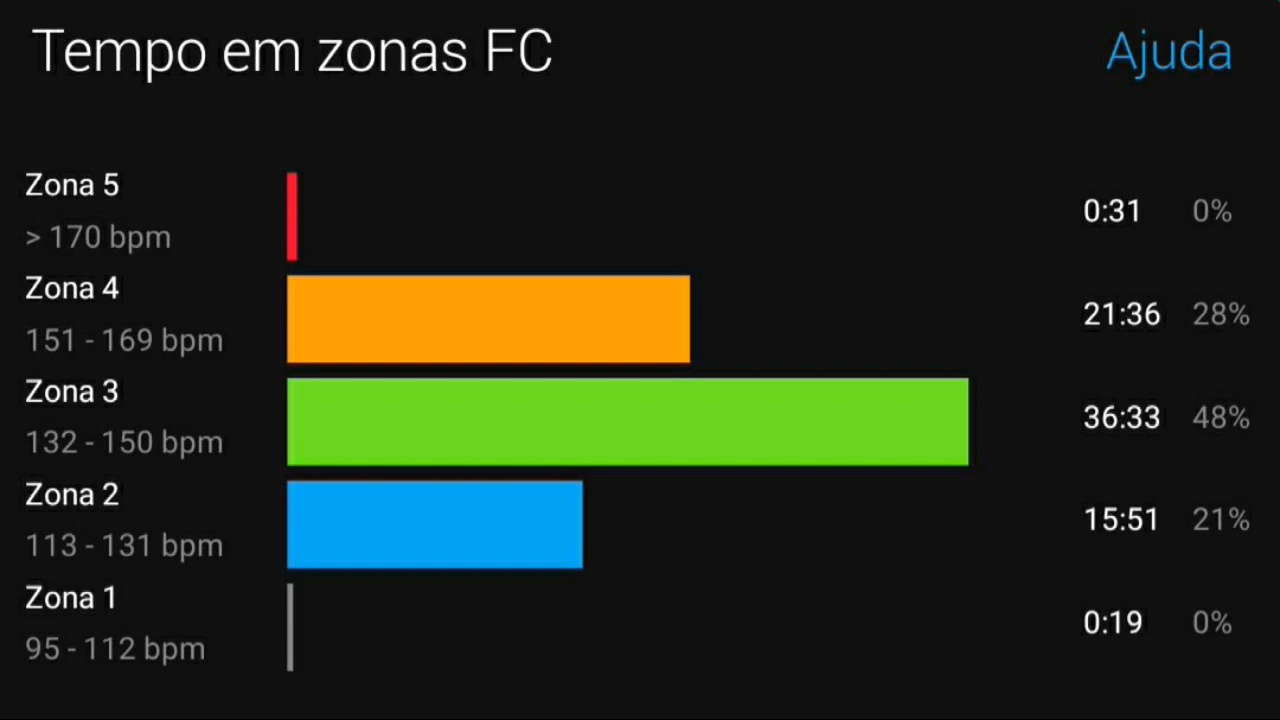 Tempo em zonas FC Ajuda
Zona 5
> 170 bpm
0:31 0%
Zona 4
151 - 169 bpm
21:36 28%
Zona 3
132 - 150 bpm
36:33 48%
Zona 2
113 - 131 bpm
15:51 21%
Zona 1
95 - 112 bpm
0:19 0%